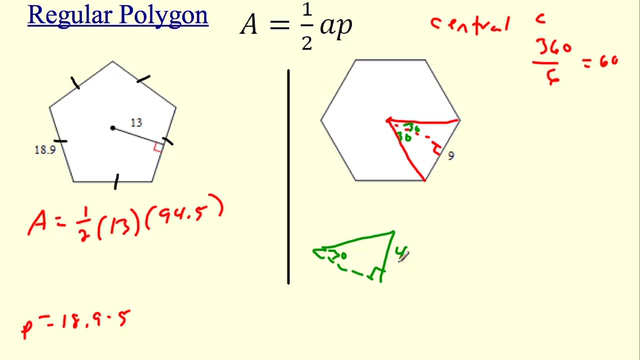 Regular Polygon
A = 1/2 ap
central
360/6 = 60
13
18.9
A = 1/2 (13)(94.5)
p = 18.9 · 5
30
30
9
30
4